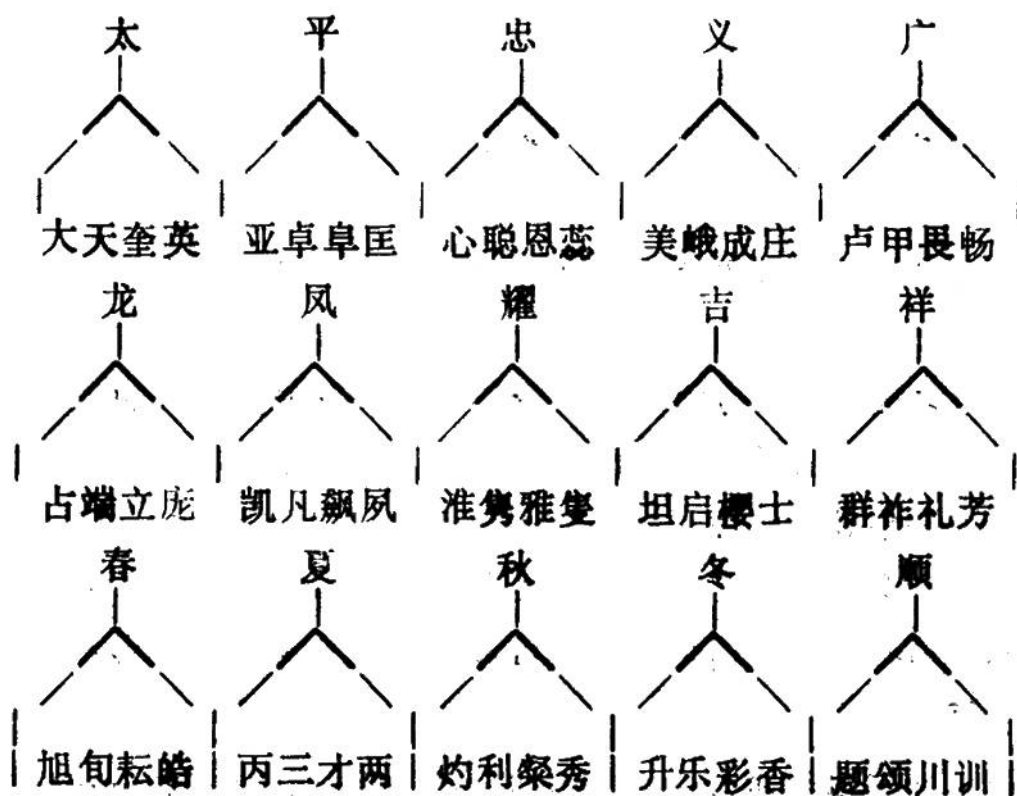 太 平 忠 义 广
大天奎英 亚卓阜匡 心聪恩蕊 美峨成庄 卢甲畏畅
龙 凤 耀 吉 祥
占端立庞 凯凡飙夙 淮隽雅隻 坦启樱士 群祚礼芳
春 夏 秋 冬 顺
旭旬耘皓 丙三才两 灼利粲秀 升乐彩香 题颂川训